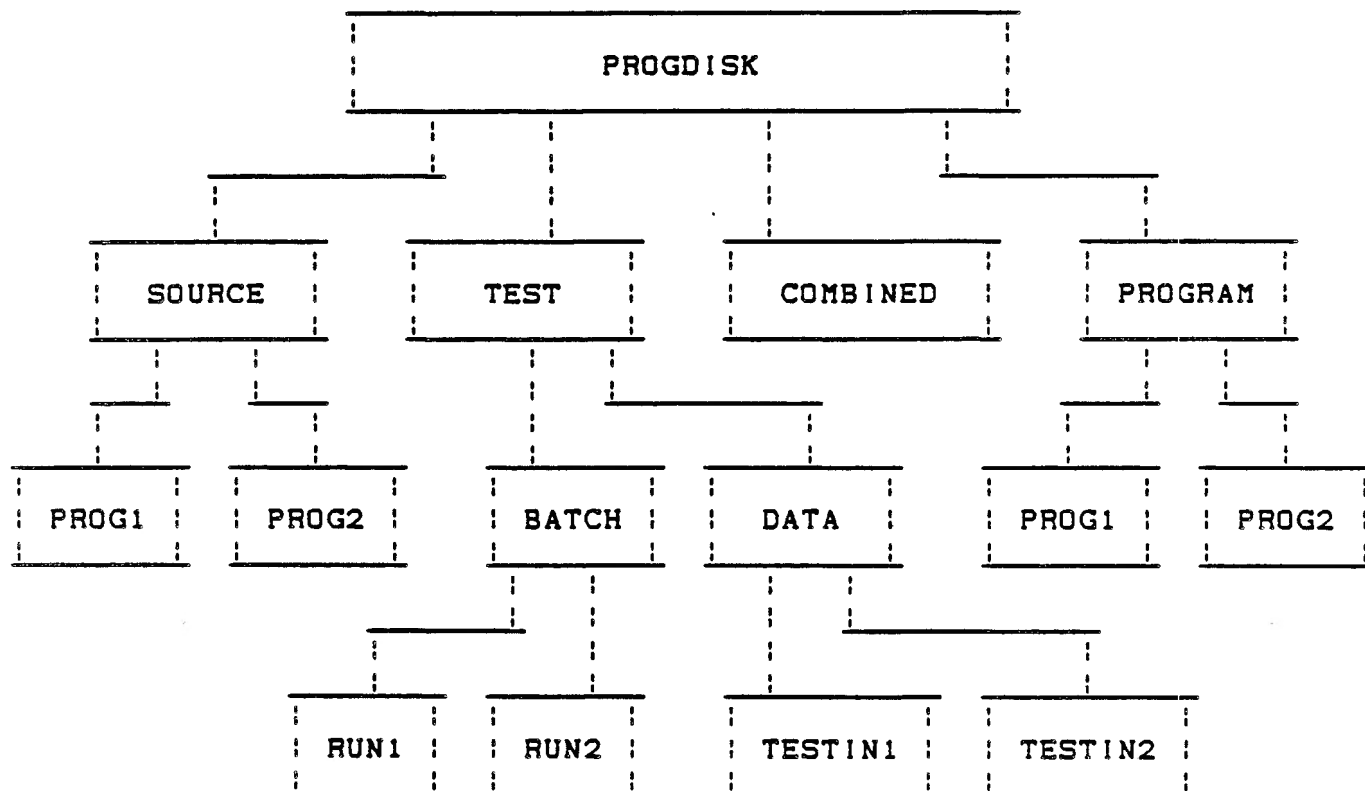 PROGDISK
SOURCE TEST COMBINED PROGRAM
PROG1 PROG2 BATCH DATA PROG1 PROG2
RUN1 RUN2 TESTIN1 TESTIN2